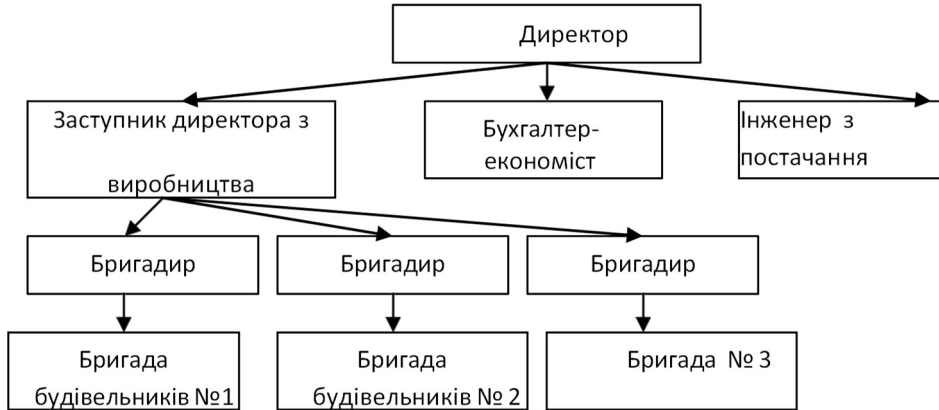 Директор
Заступник директора з
виробництва
Бухгалтер-
економіст
Інженер з
постачання
Бригадир
Бригадир
Бригадир
Бригада
будівельників №1
Бригада
будівельників № 2
Бригада № 3